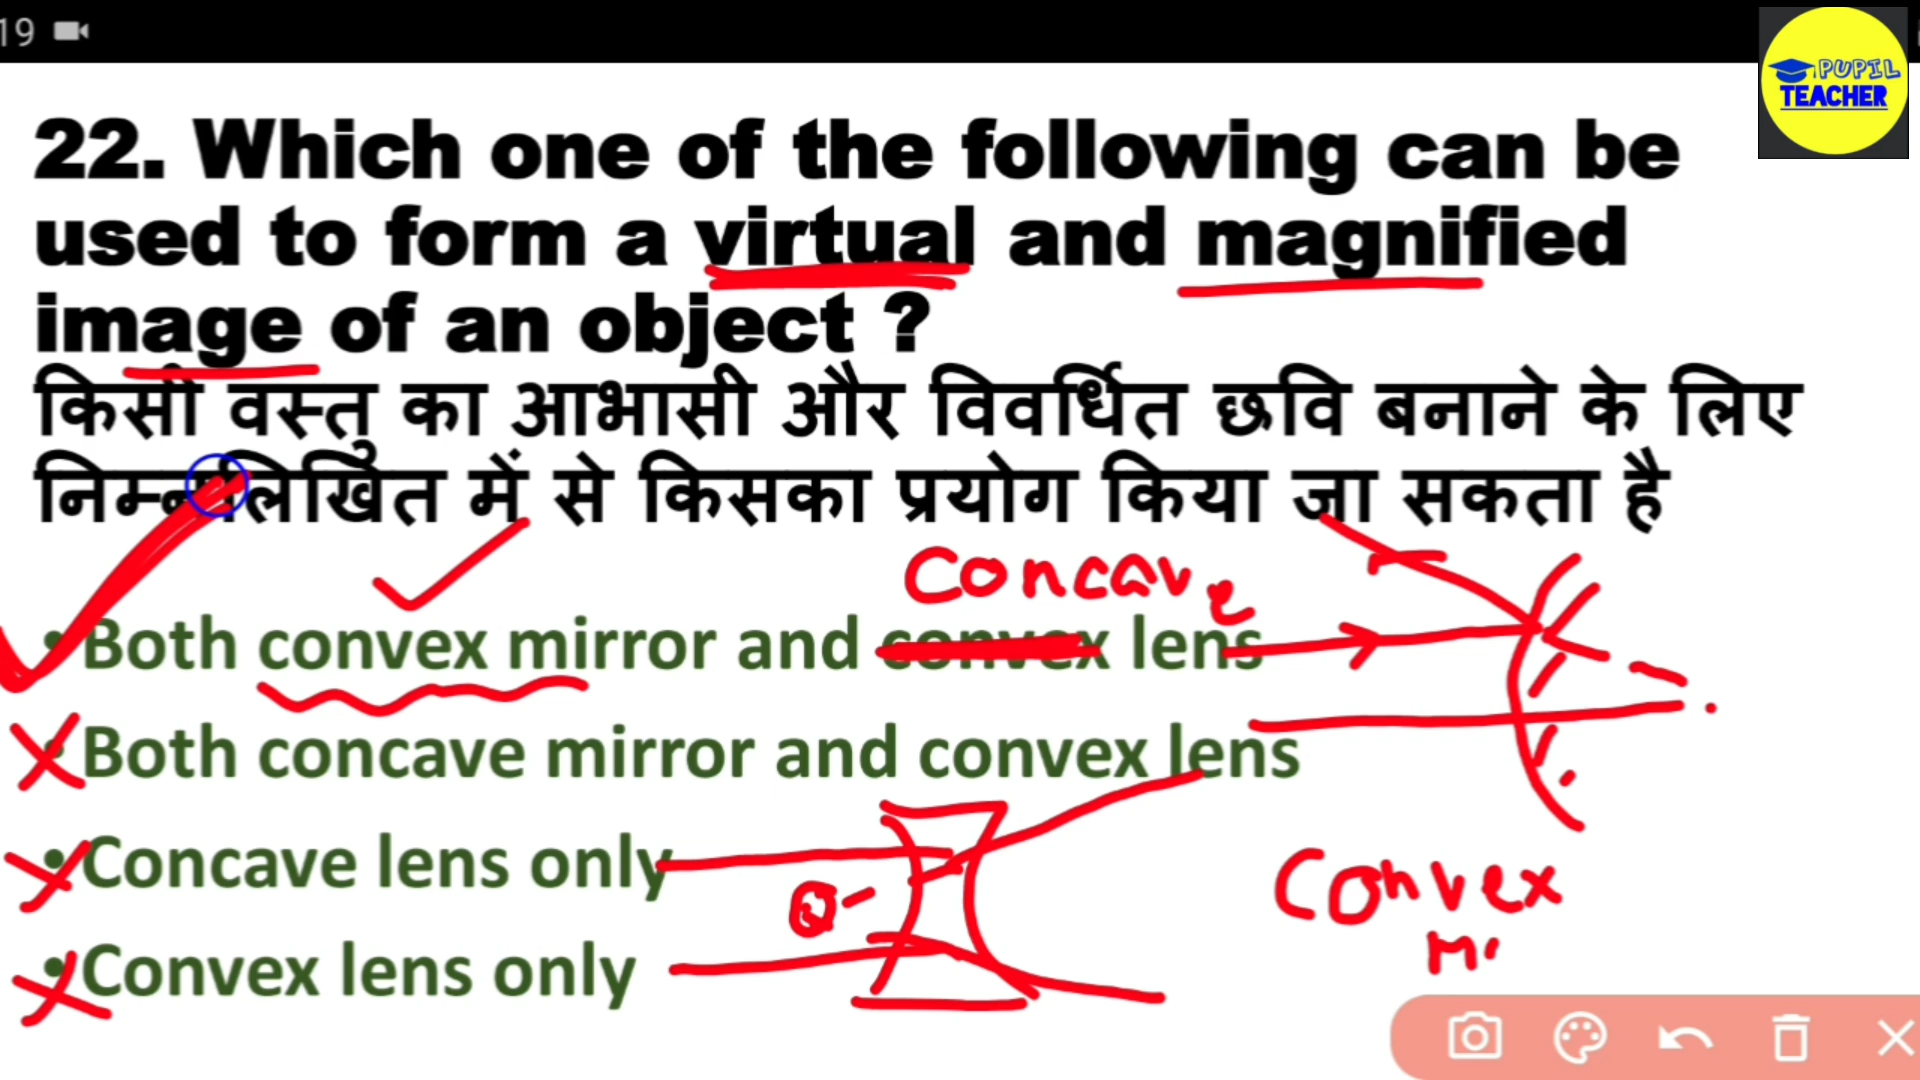 19
PUPIL
TEACHER
22. Which one of the following can be
used to form a virtual and magnified
image of an object ?
किसी वस्तु का आभासी और विवर्धित छवि बनाने के लिए
निम्नलिखित में से किसका प्रयोग किया जा सकता है
Concave
• Both convex mirror and convex lens
• Both concave mirror and convex lens
• Concave lens only
• Convex lens only
Convex